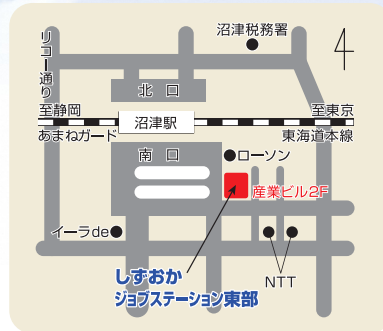 沼津税務署
リコー通り
北口
至静岡
沼津駅
至東京
あまねガード
東海道本線
南口
ローソン
産業ビル2F
イーラde
NTT
しずおか
ジョブステーション東部